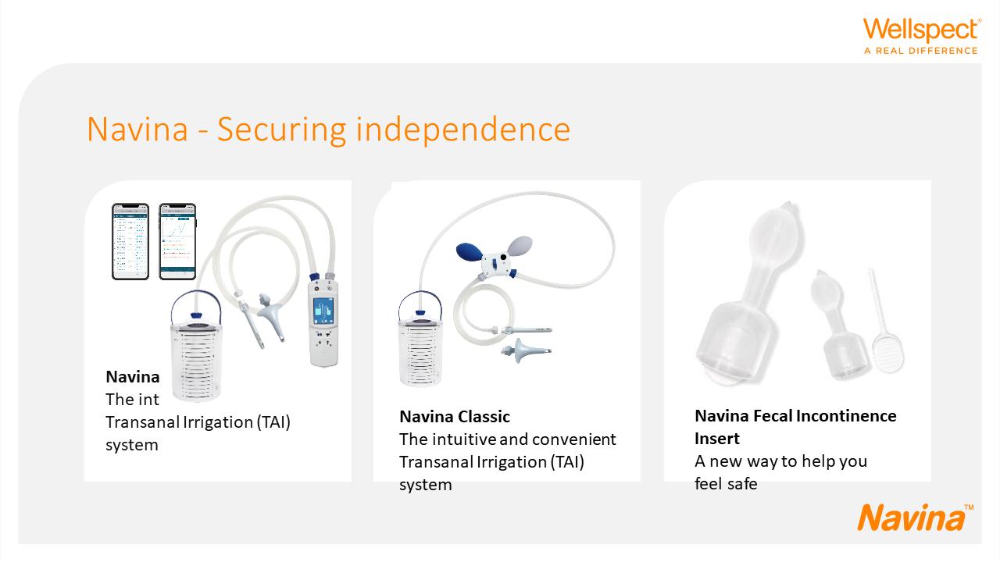 Wellspect®
A REAL DIFFERENCE
Navina - Securing independence
Navina
The int
Transanal Irrigation (TAI)
system
Navina Classic
The intuitive and convenient
Transanal Irrigation (TAI)
system
Navina Fecal Incontinence
Insert
A new way to help you
feel safe
Navina™